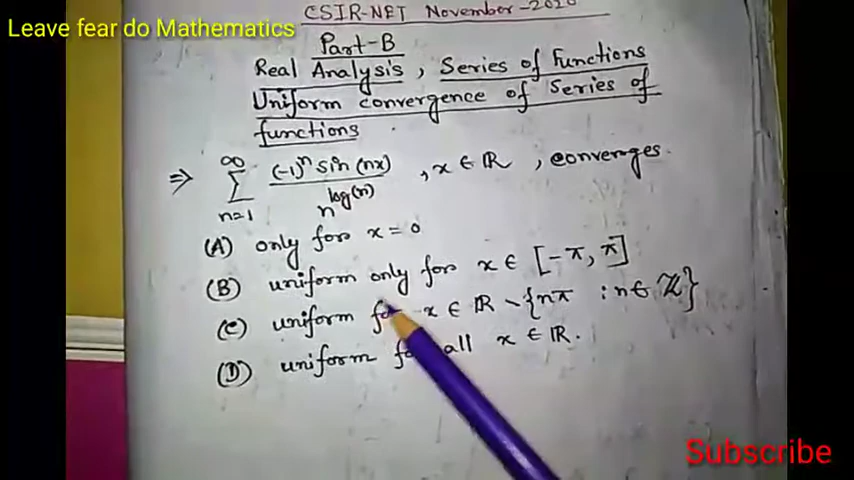 CSIR-NET November-2020
Leave fear do Mathematics
Part-B
Real Analysis, Series of Functions
Uniform convergence of Series of
functions
⇒ ∑_{n=1}^{∞} (-1)^n sin(nx) / n^{log(n)}, x ∈ ℝ, converges
(A) only for x = 0
(B) uniform only for x ∈ [-π, π]
(C) uniform for x ∈ ℝ ∖ {nπ : n ∈ ℤ}
(D) uniform for all x ∈ ℝ.
Subscribe